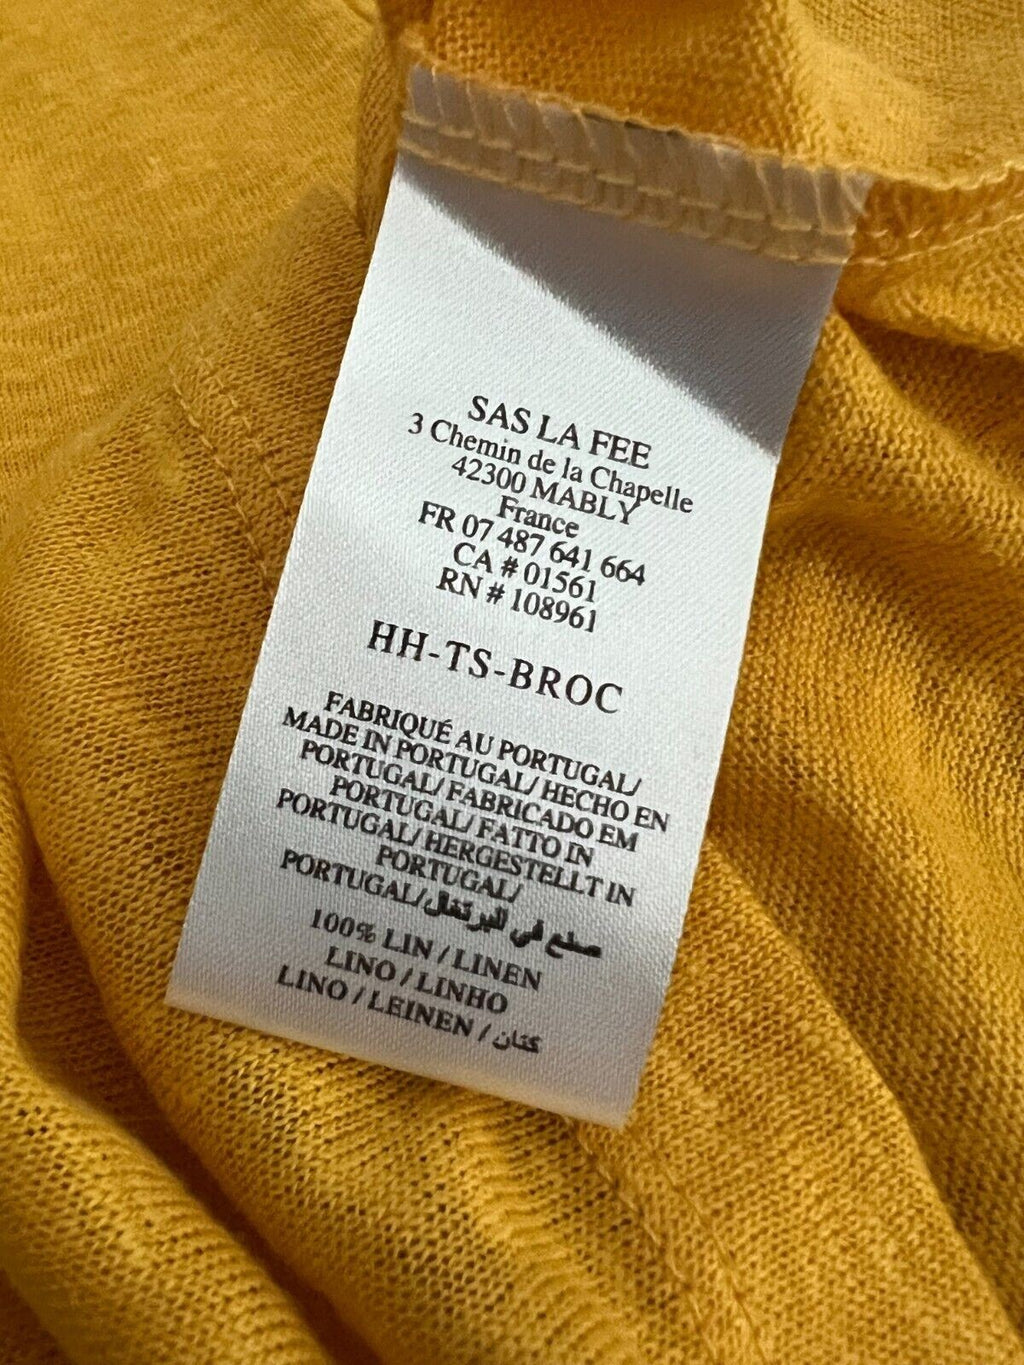 SAS LA FEE
3 Chemin de la Chapelle
42300 MABLY
France
FR 07 487 641 664
CA # 01561
RN # 108961
HH-TS-BROC
FABRIQUÉ AU PORTUGAL/
MADE IN PORTUGAL/ HECHO EN
PORTUGAL/ FABRICADO EM
PORTUGAL/ FATTO IN
PORTUGAL/ HERGESTELLT IN
PORTUGAL/
PORTUGAL/ صنع في البرتغال
100% LIN / LINEN
LINO / LINHO
LINO / LEINEN / كتان